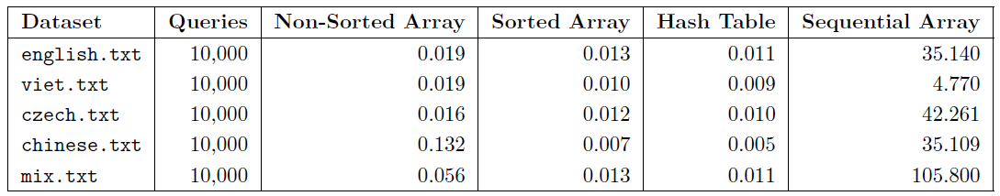 Dataset Queries Non-Sorted Array Sorted Array Hash Table Sequential Array
english.txt 10,000 0.019 0.013 0.011 35.140
viet.txt 10,000 0.019 0.010 0.009 4.770
czech.txt 10,000 0.016 0.012 0.010 42.261
chinese.txt 10,000 0.132 0.007 0.005 35.109
mix.txt 10,000 0.056 0.013 0.011 105.800